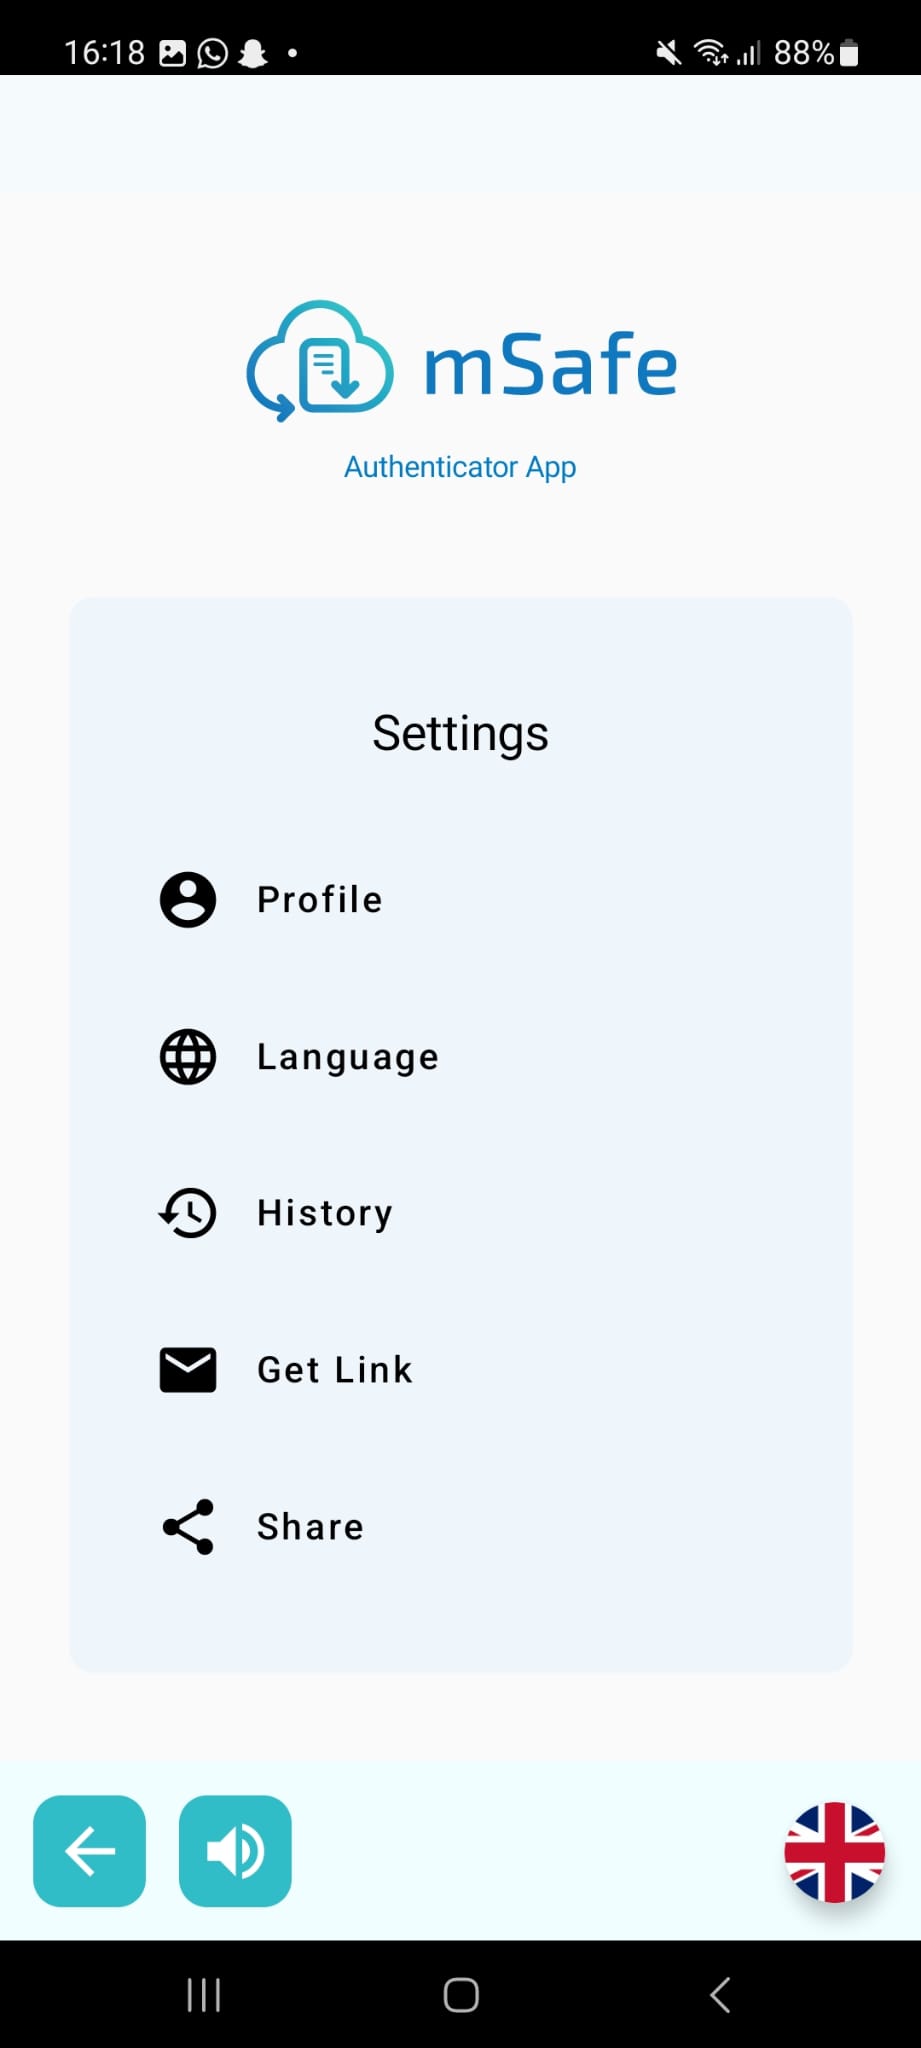 16:18
88%
mSafe
Authenticator App
Settings
Profile
Language
History
Get Link
Share